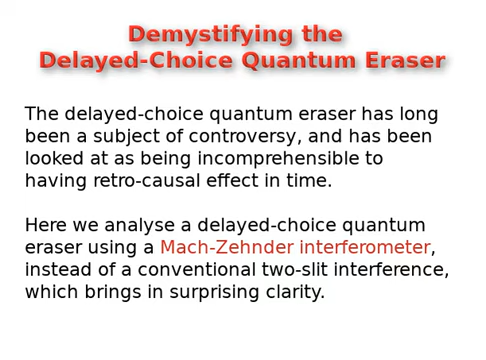 Demystifying the
Delayed-Choice Quantum Eraser
The delayed-choice quantum eraser has long
been a subject of controversy, and has been
looked at as being incomprehensible to
having retro-causal effect in time.
Here we analyse a delayed-choice quantum
eraser using a Mach-Zehnder interferometer,
instead of a conventional two-slit interference,
which brings in surprising clarity.